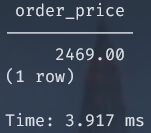 order_price
2469.00
(1 row)
Time: 3.917 ms